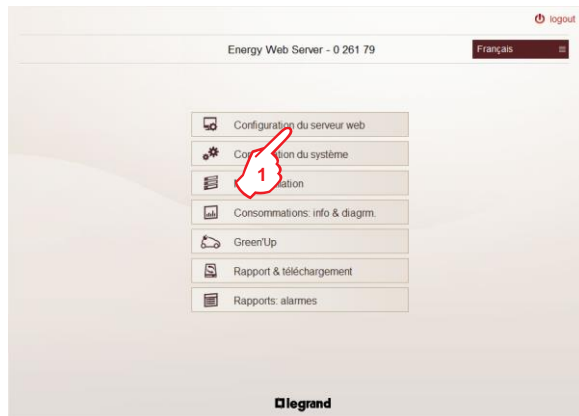 logout
Energy Web Server - 0 261 79
Français
Configuration du serveur web
du système
1
Consommations: info & diagrm.
Green'Up
Rapport & téléchargement
Rapports: alarmes
legrand